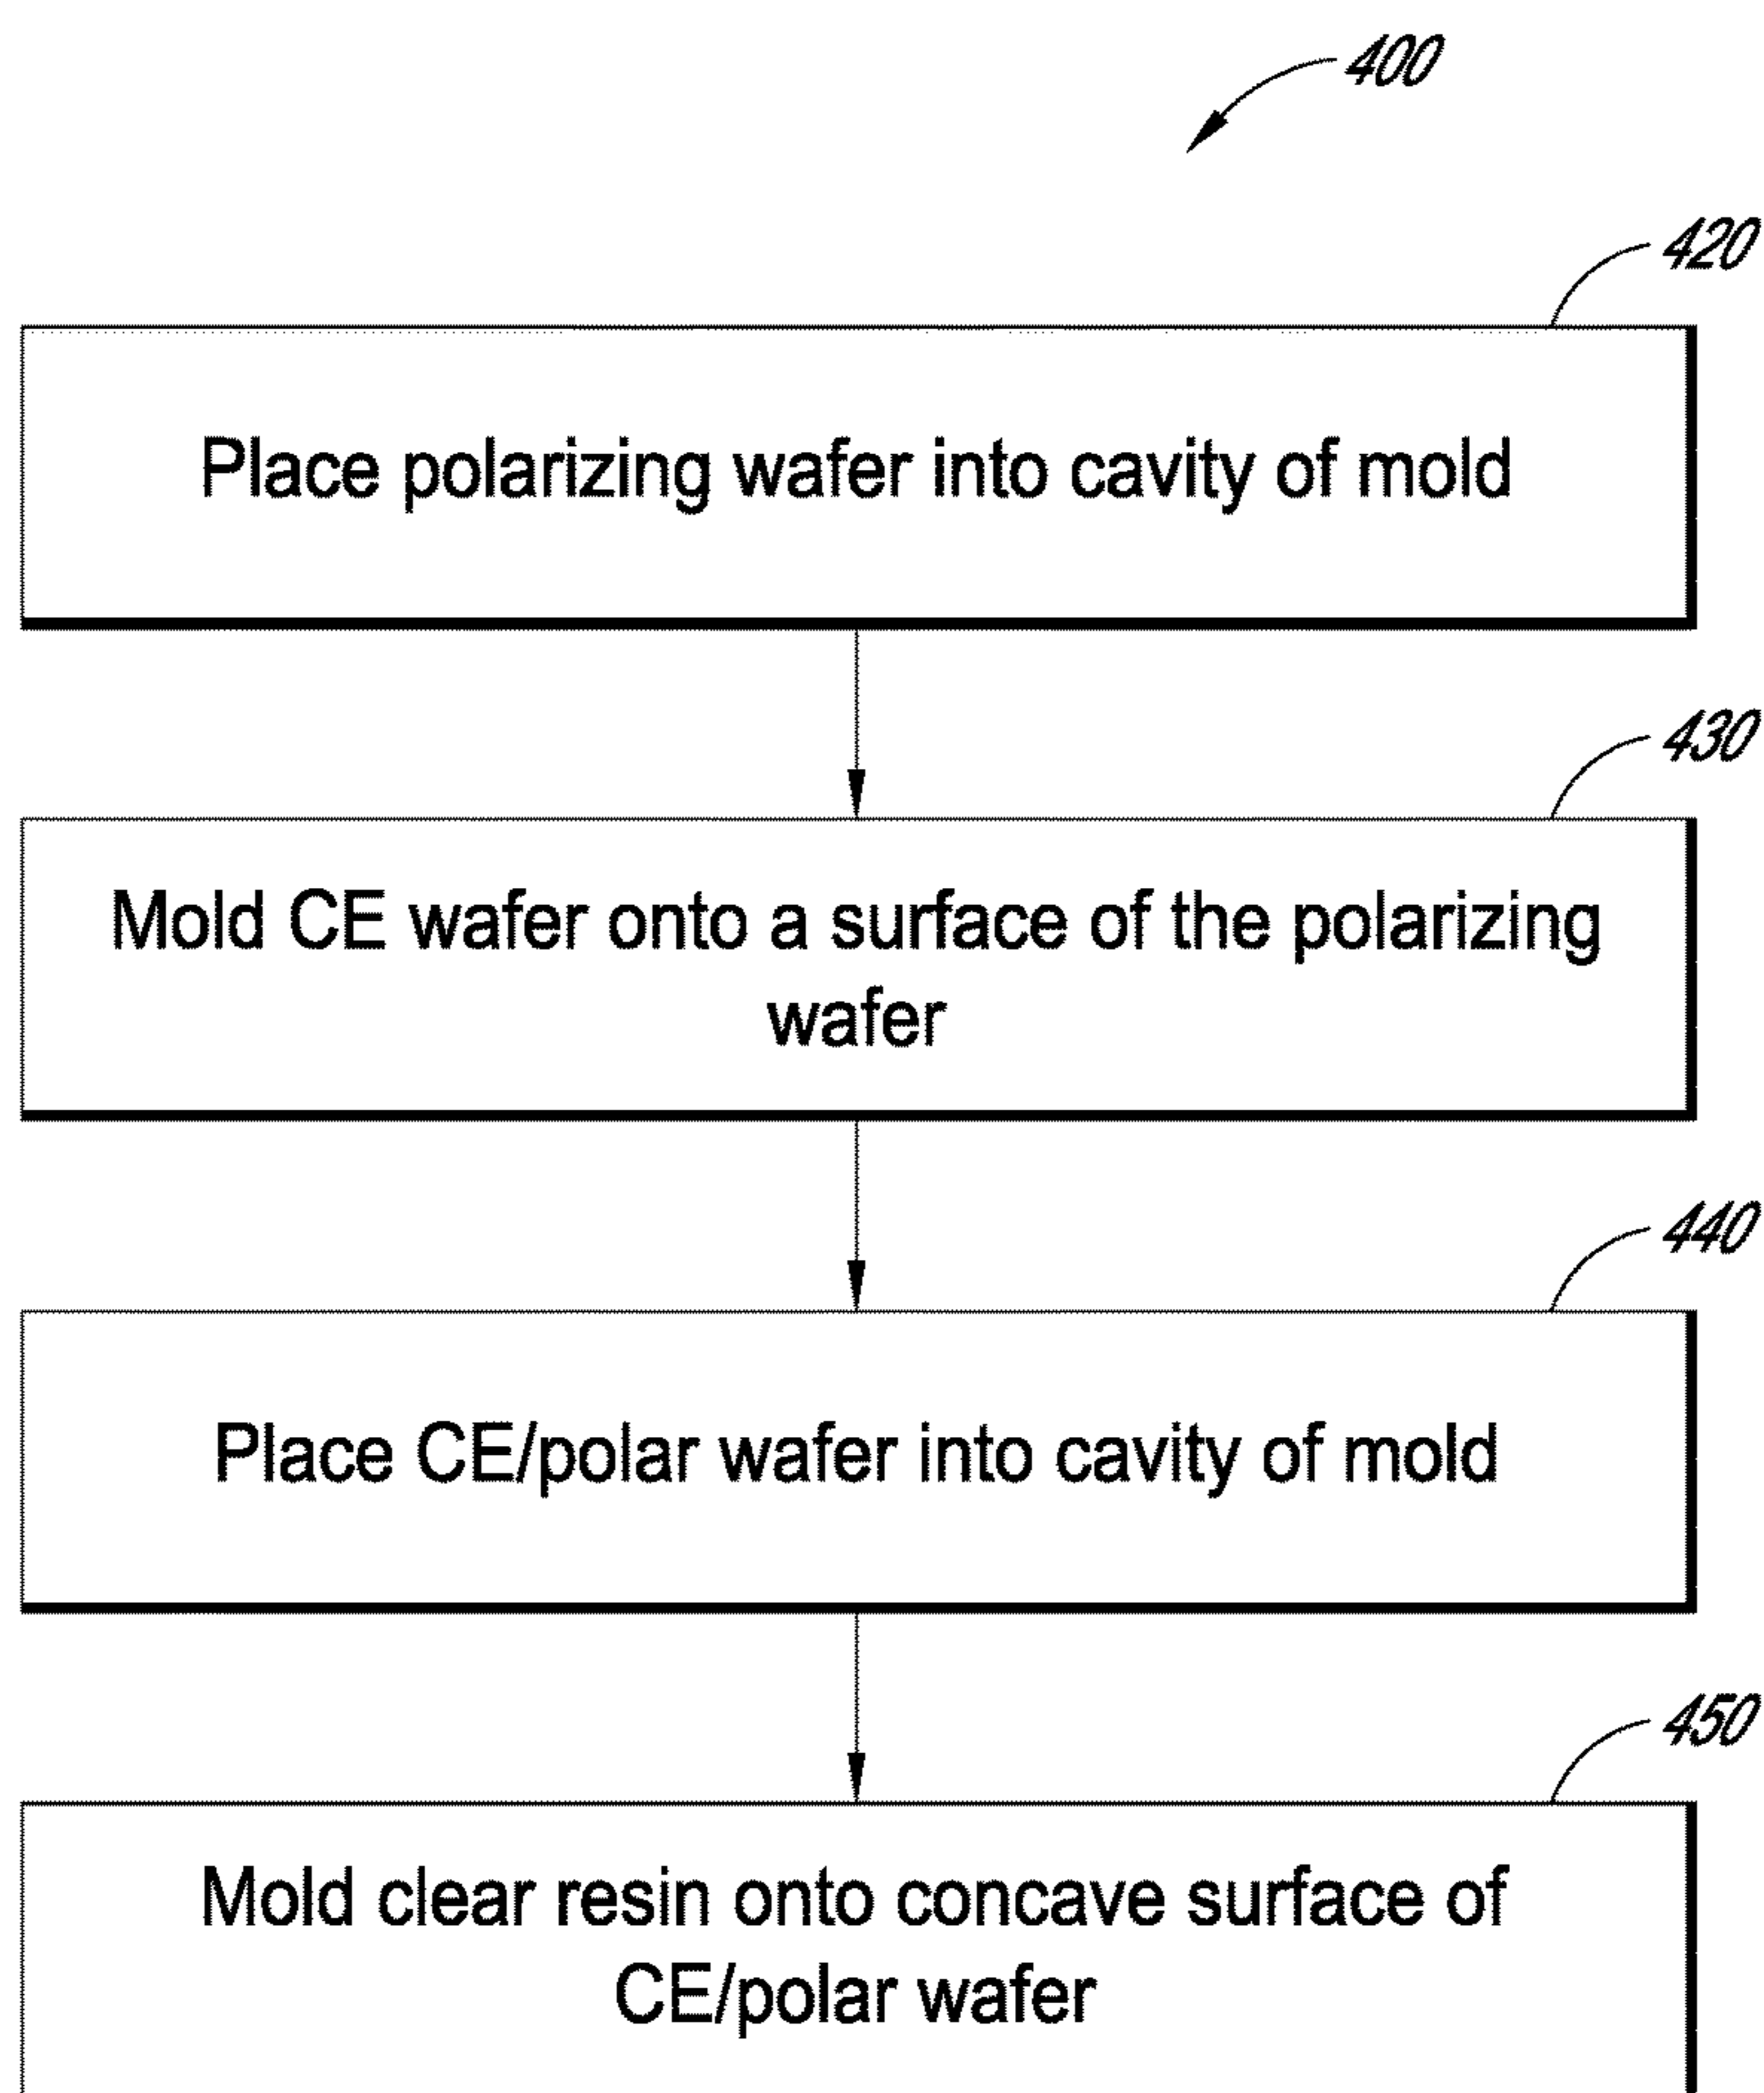 400
420
Place polarizing wafer into cavity of mold
430
Mold CE wafer onto a surface of the polarizing
wafer
440
Place CE/polar wafer into cavity of mold
450
Mold clear resin onto concave surface of
CE/polar wafer